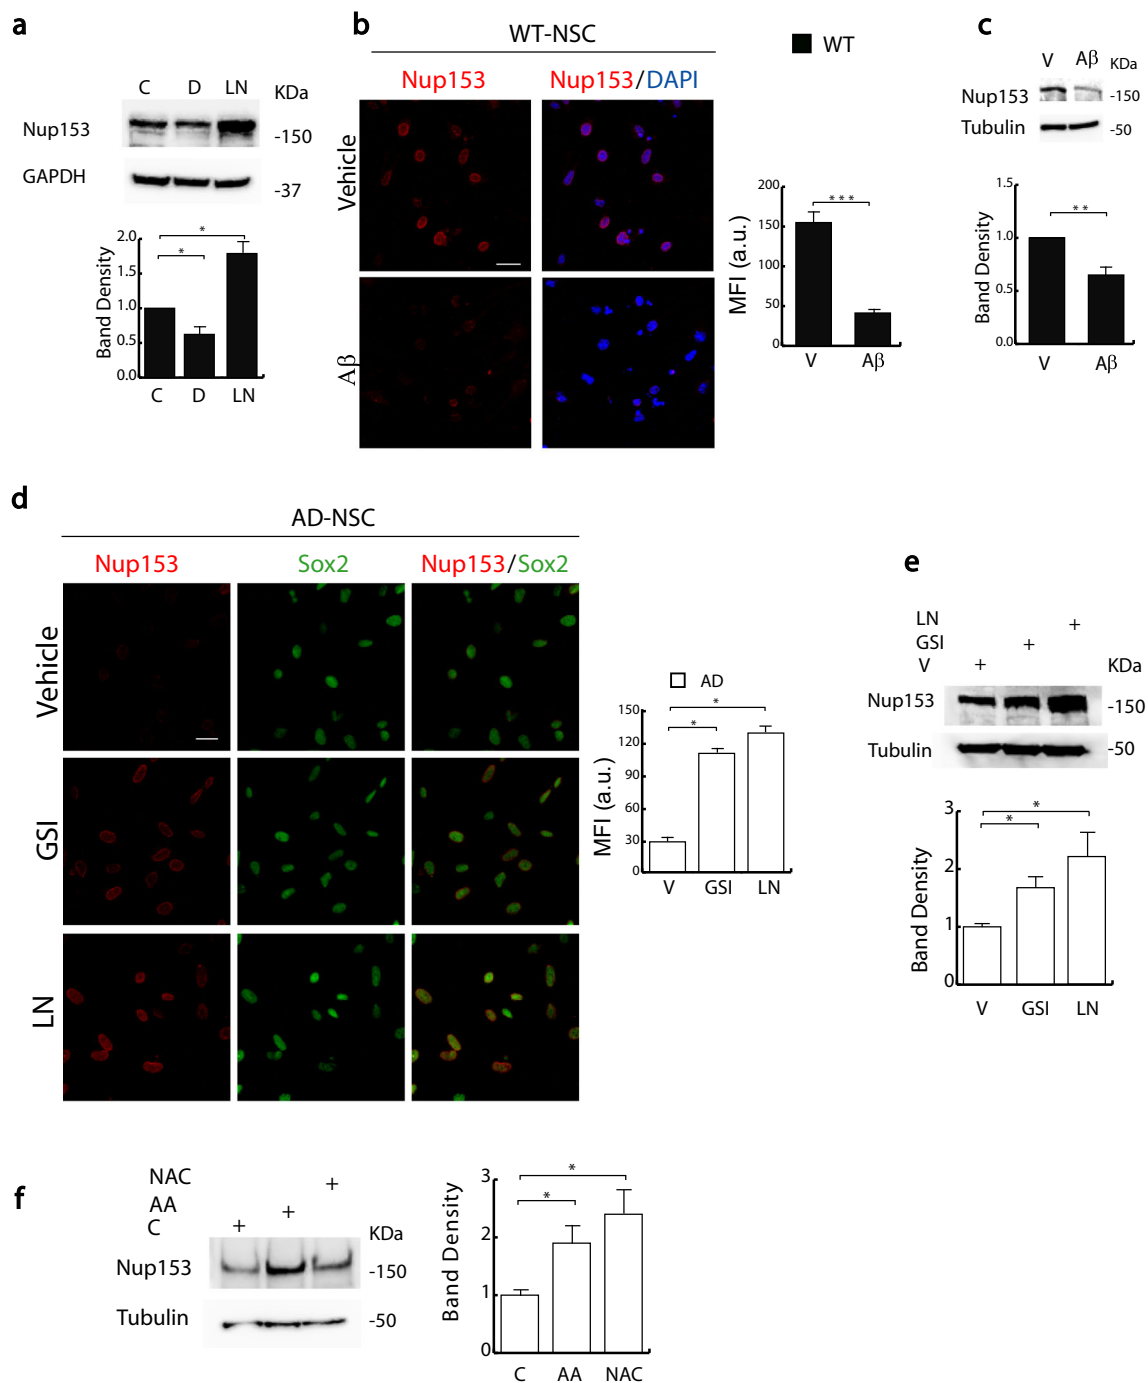 a
C D LN KDa
Nup153 -150
GAPDH -37
2.0
1.0
0.5
0.0
Band Density
* *
C D LN
b
WT-NSC
Nup153 Nup153/DAPI
Vehicle
Aβ
WT
200
150
100
50
0
MFI (a.u.)
***
V Aβ
c
V Aβ KDa
Nup153 -150
Tubulin -50
1.5
1.0
0.5
0.0
Band Density
**
V Aβ
d
AD-NSC
Nup153 Sox2 Nup153/Sox2
Vehicle
GSI
LN
AD
150
120
90
60
30
0
MFI (a.u.)
* *
V GSI LN
e
LN +
GSI +
V + KDa
Nup153 -150
Tubulin -50
3
2
1
0
Band Density
* *
V GSI LN
f
NAC +
AA +
C + KDa
Nup153 -150
Tubulin -50
3
2
1
0
Band Density
* *
C AA NAC